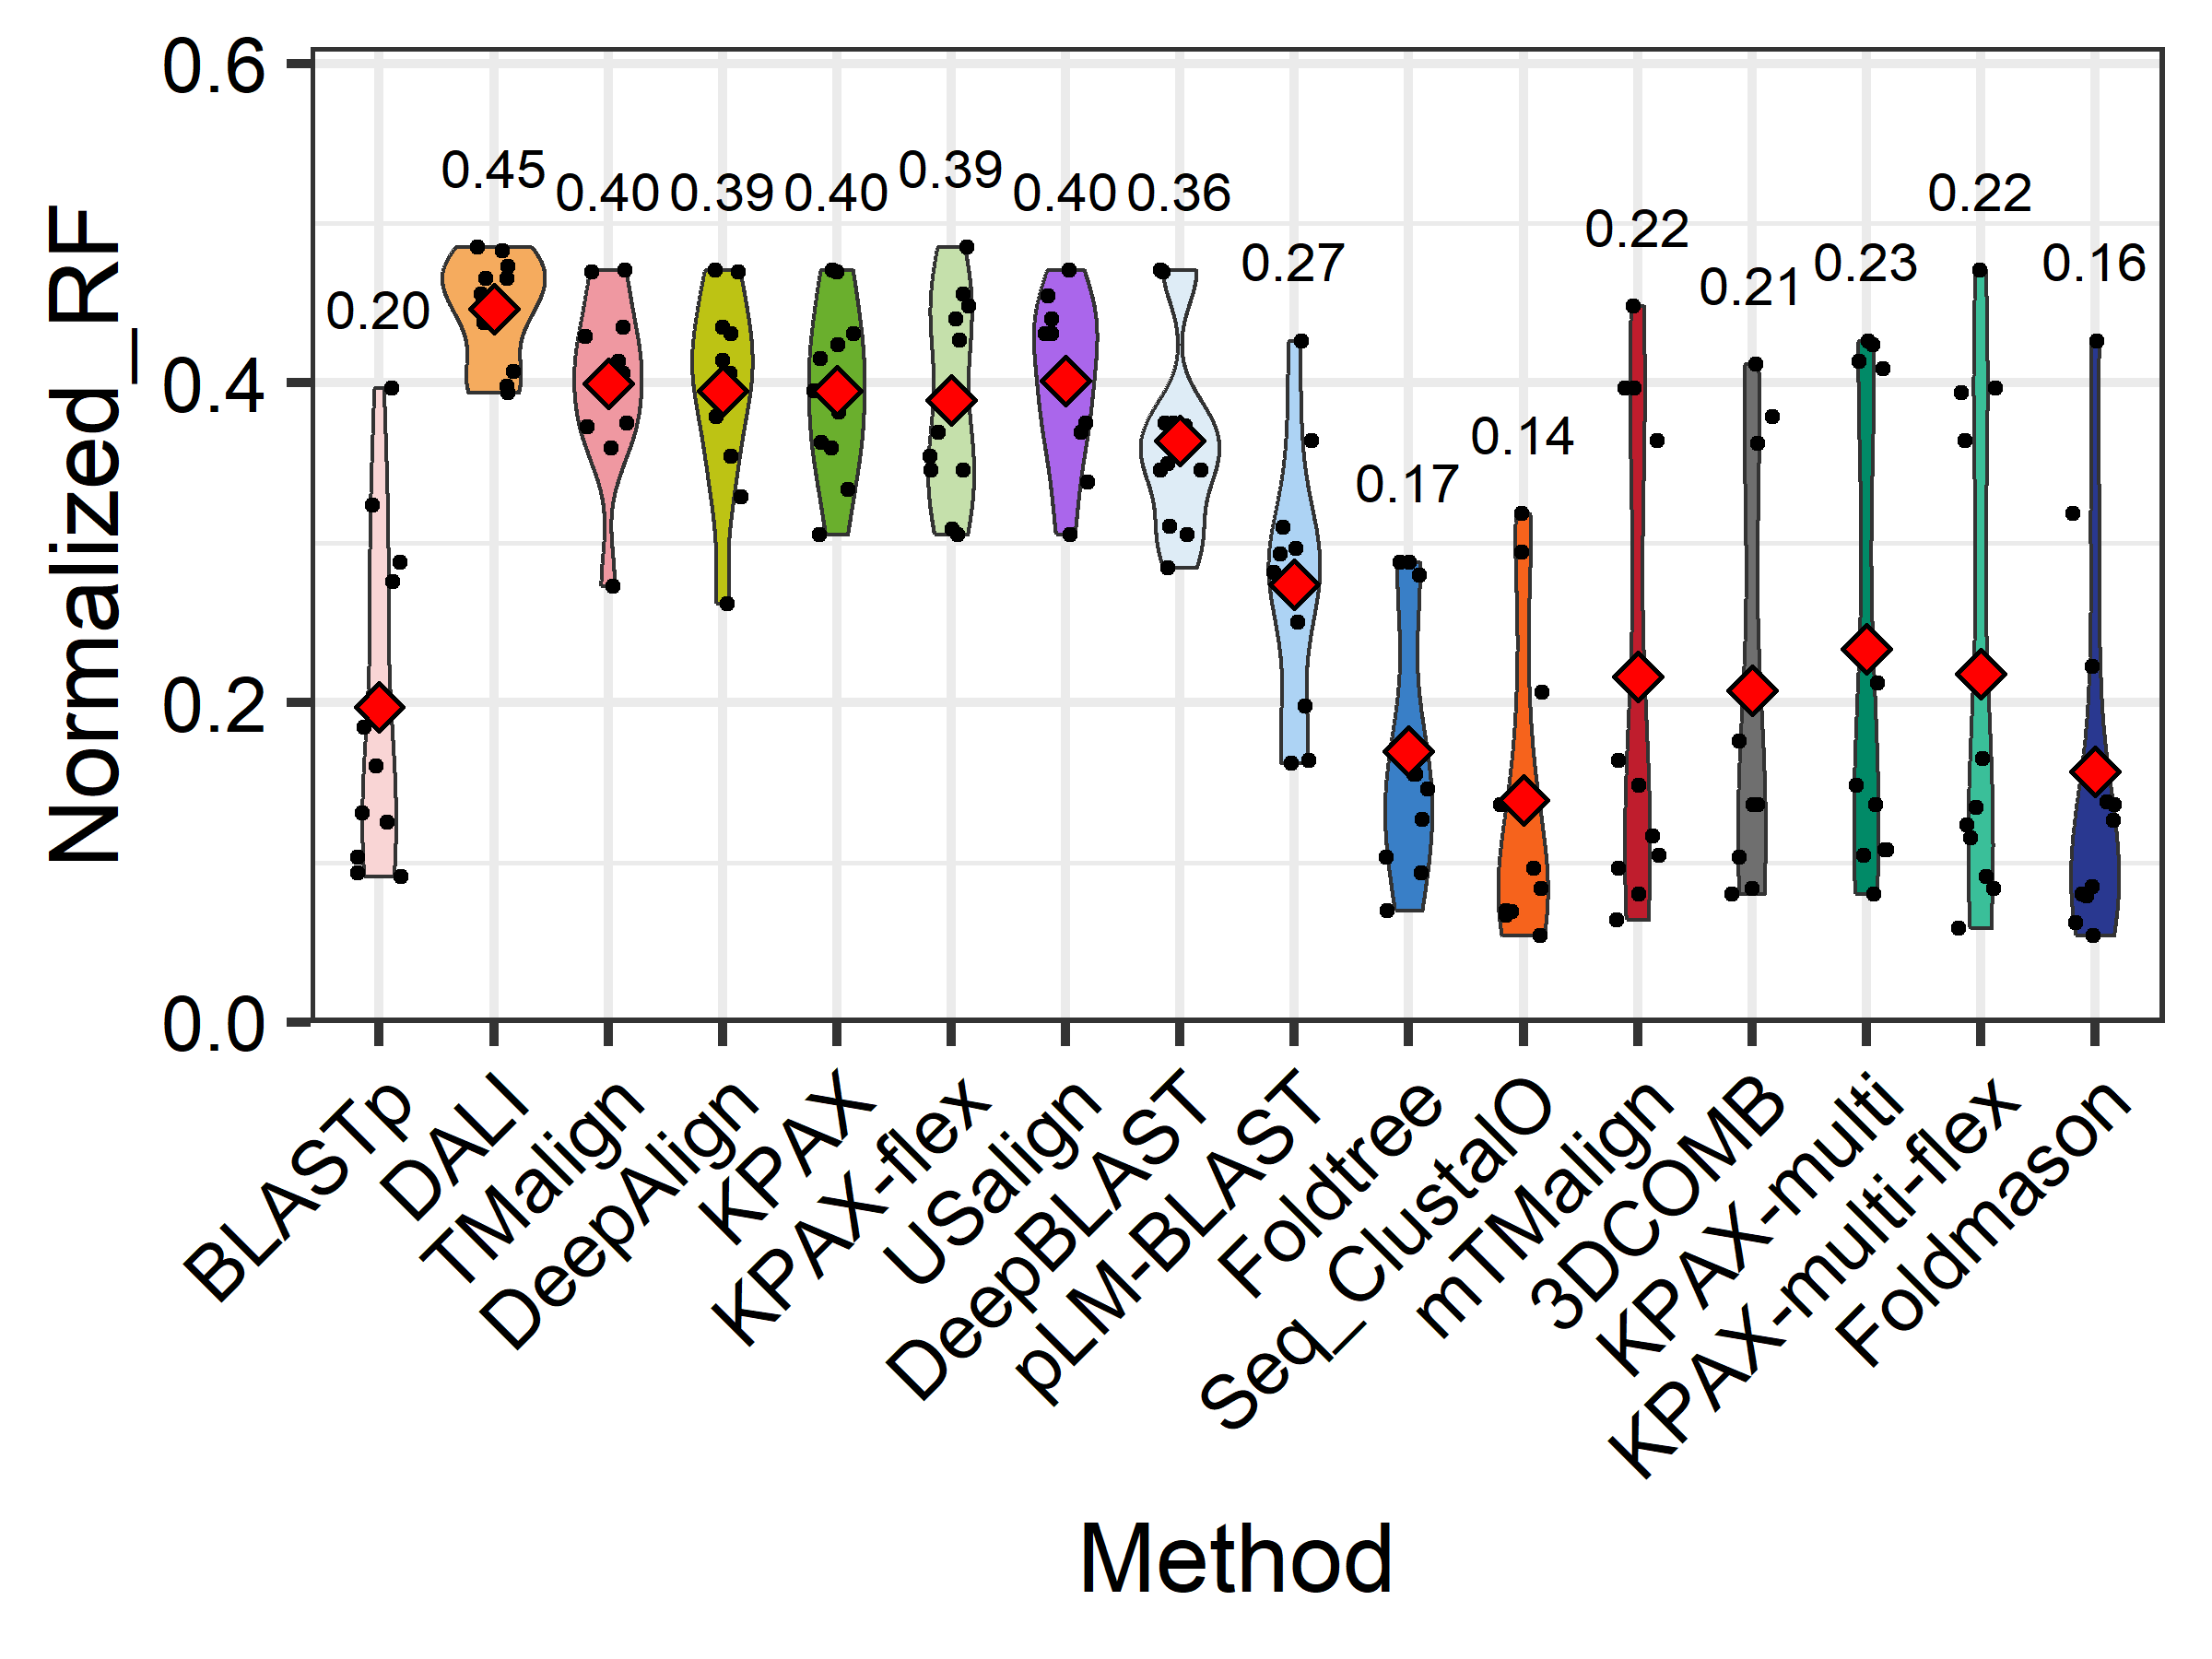 Normalized_RF
0.6
0.4
0.2
0.0
0.20
0.45
0.40
0.39
0.40
0.39
0.40
0.36
0.27
0.17
0.14
0.22
0.21
0.23
0.22
0.16
BLASTp
DALI
TMalign
DeepAlign
KPAX
KPAX-flex
USalign
DeepBLAST
pLM-BLAST
Foldtree
Seq_ClustalO
mTMalign
3DCOMB
KPAX-multi
KPAX-multi-flex
Foldmason
Method